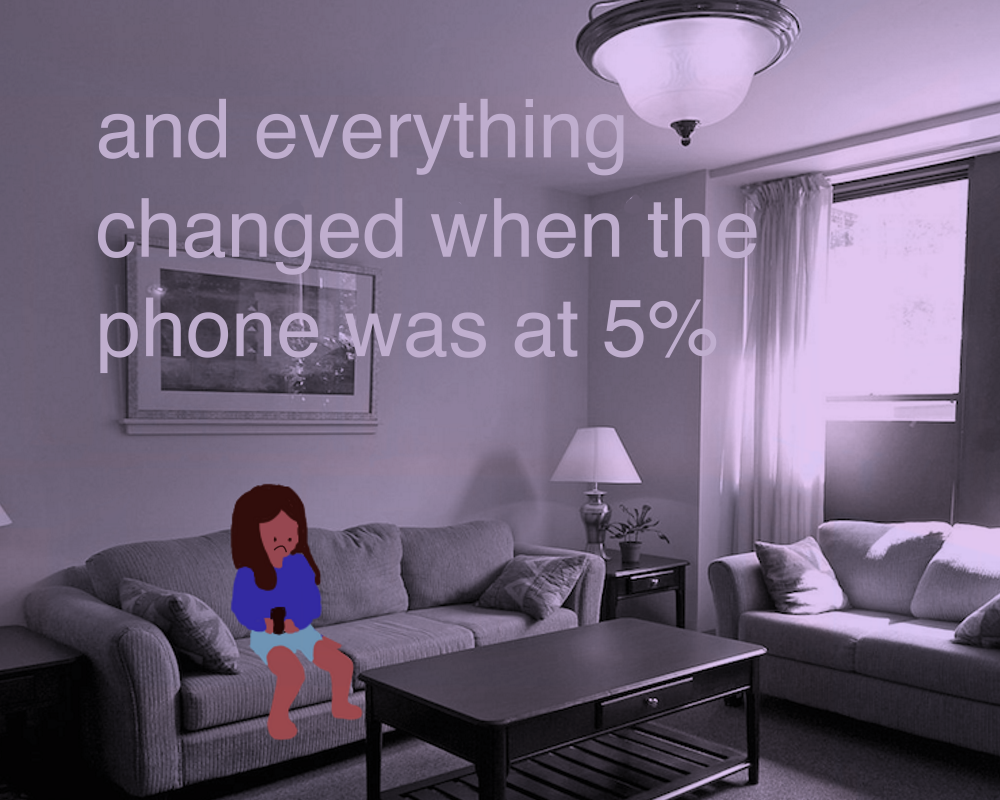 and everything
changed when the
phone was at 5%